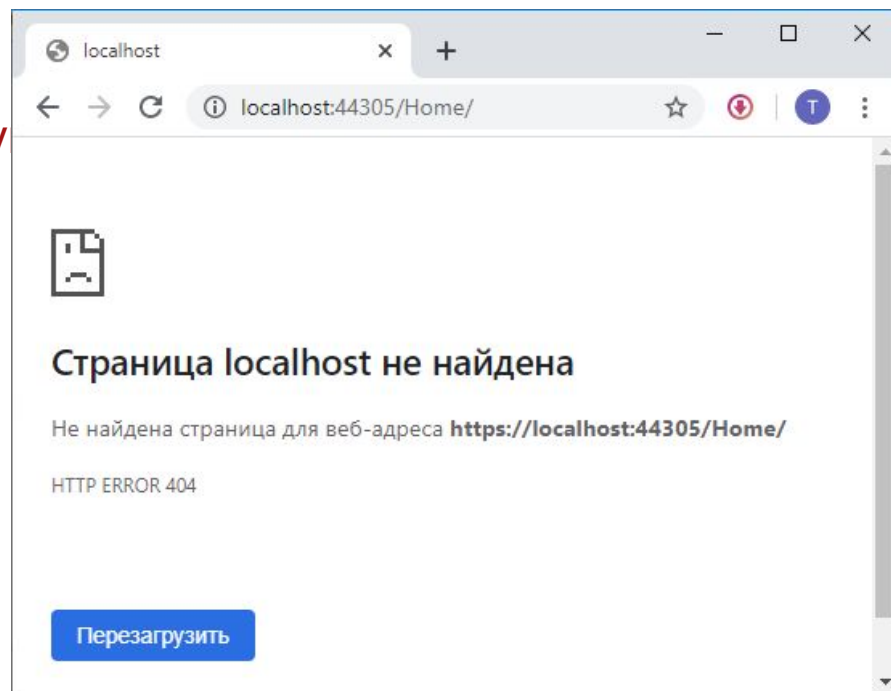 localhost
localhost:44305/Home/
T
Страница localhost не найдена
Не найдена страница для веб-адреса https://localhost:44305/Home/
HTTP ERROR 404
Перезагрузить